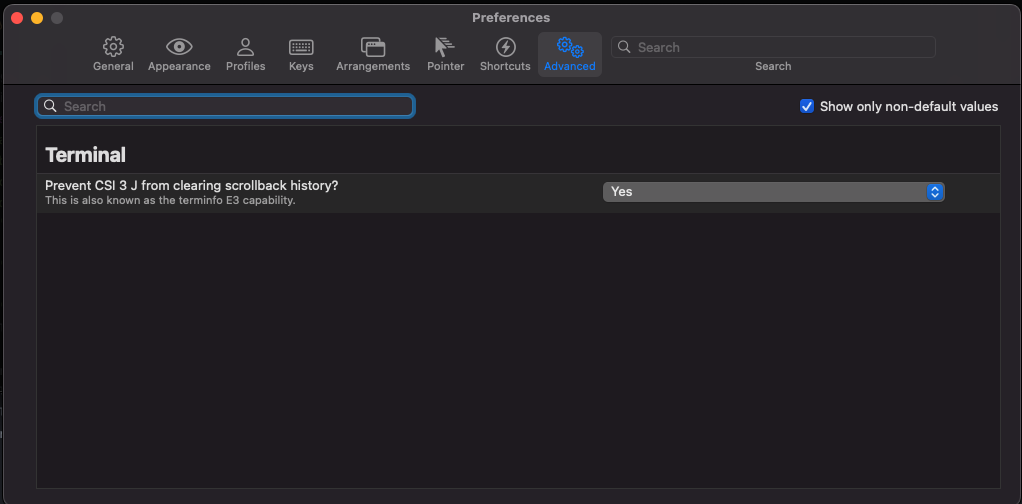 Preferences
General
Appearance
Profiles
Keys
Arrangements
Pointer
Shortcuts
Advanced
Search
Search
Search
Show only non-default values
Terminal
Prevent CSI 3 J from clearing scrollback history?
This is also known as the terminfo E3 capability.
Yes